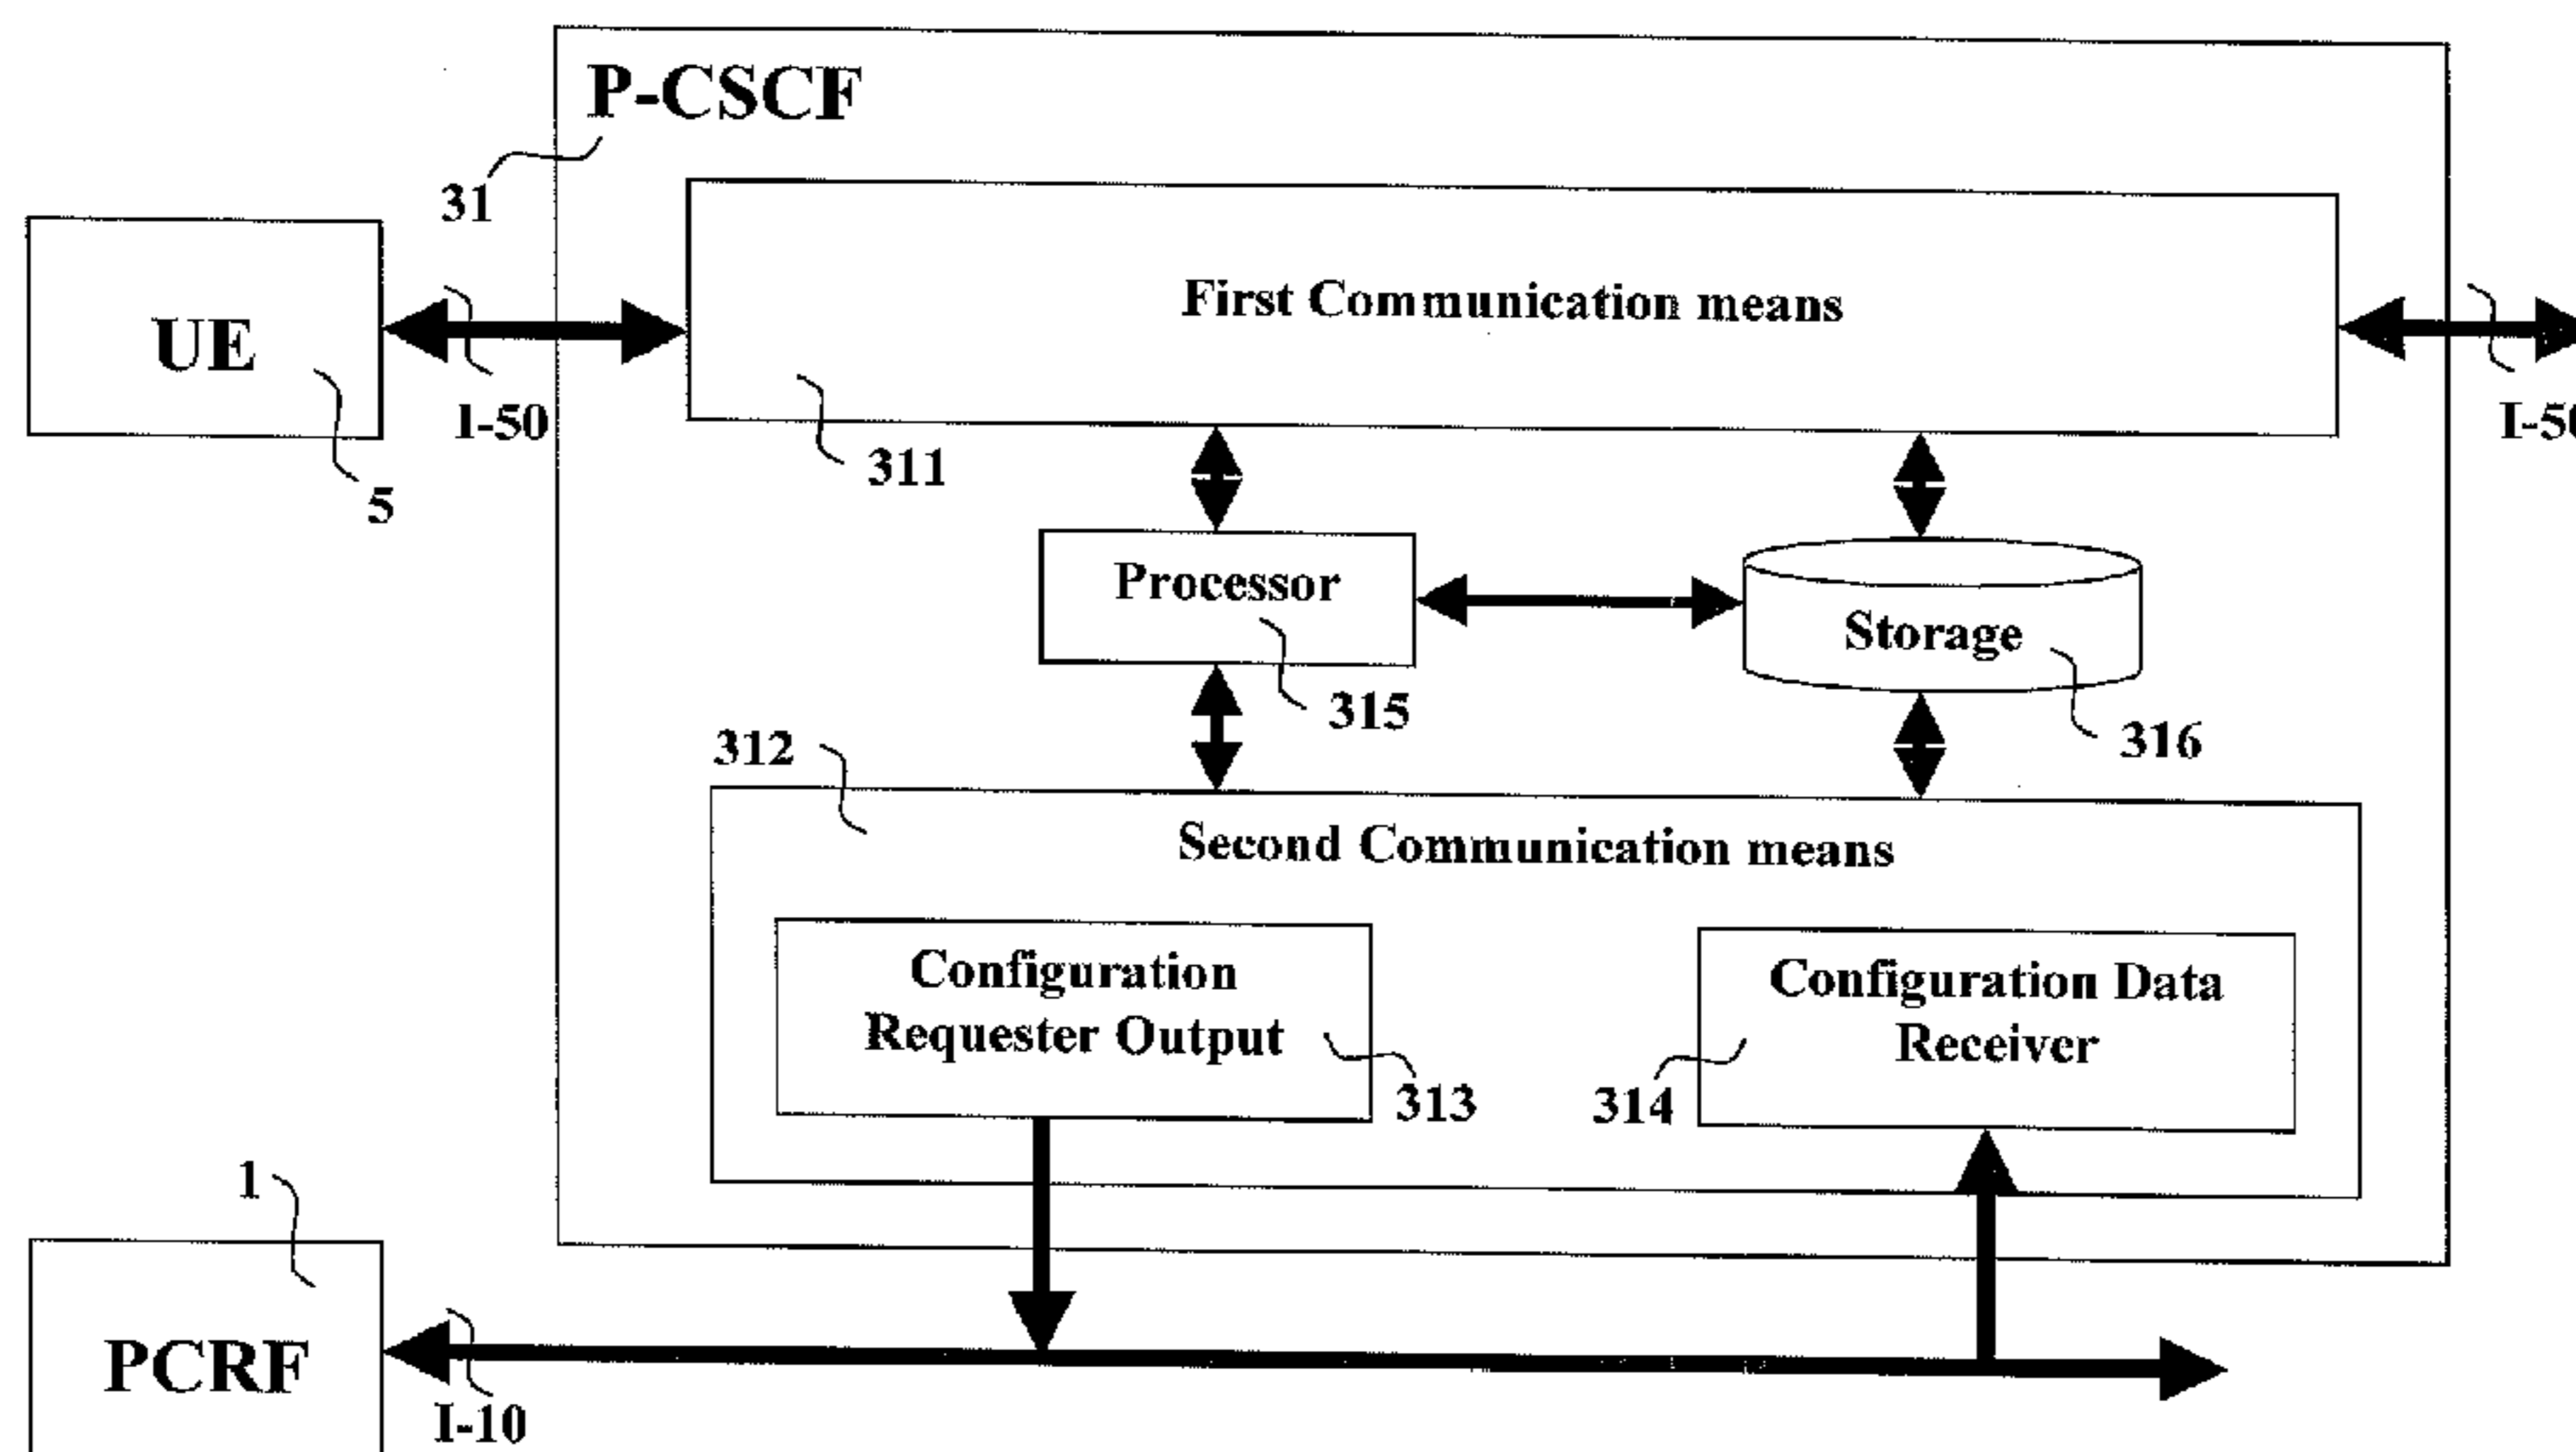 P-CSCF
31
UE
5
I-50
First Communication means
311
I-50
Processor
315
Storage
316
312
Second Communication means
Configuration
Requester Output
313
Configuration Data
Receiver
314
1
PCRF
I-10